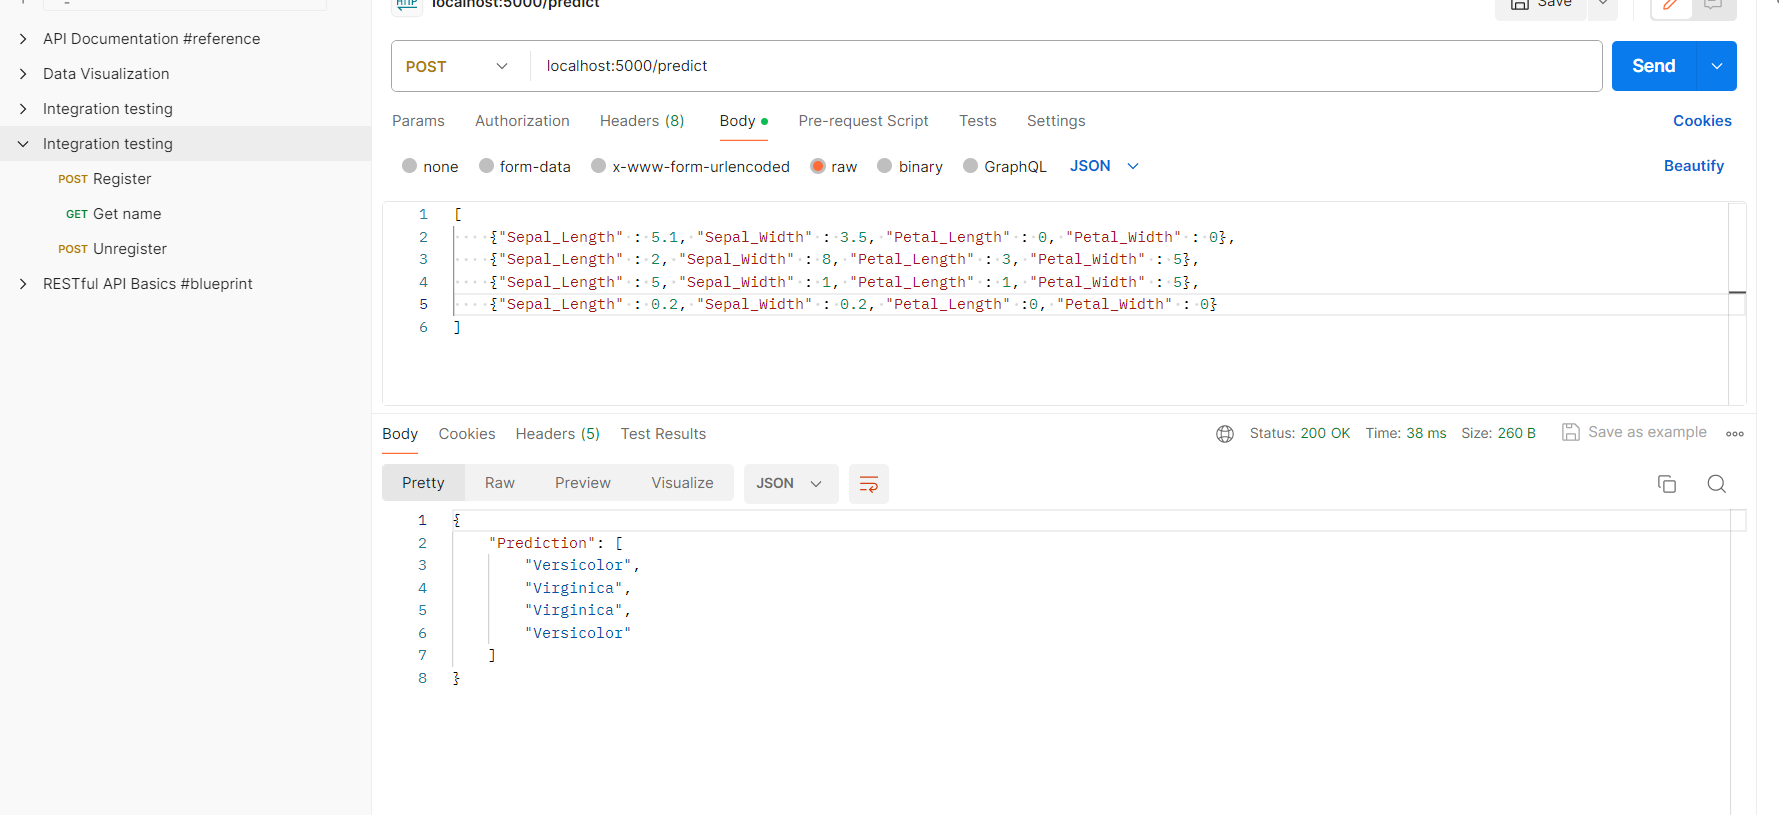 HTTP localhost:5000/predict
Save
API Documentation #reference
Data Visualization
Integration testing
Integration testing
POST Register
GET Get name
POST Unregister
RESTful API Basics #blueprint
POST localhost:5000/predict Send
Params Authorization Headers (8) Body Pre-request Script Tests Settings Cookies
none form-data x-www-form-urlencoded raw binary GraphQL JSON Beautify
1 [
2 {"Sepal_Length" : 5.1, "Sepal_Width" : 3.5, "Petal_Length" : 0, "Petal_Width" : 0},
3 {"Sepal_Length" : 2, "Sepal_Width" : 8, "Petal_Length" : 3, "Petal_Width" : 5},
4 {"Sepal_Length" : 5, "Sepal_Width" : 1, "Petal_Length" : 1, "Petal_Width" : 5},
5 {"Sepal_Length" : 0.2, "Sepal_Width" : 0.2, "Petal_Length" :0, "Petal_Width" : 0}
6 ]
Body Cookies Headers (5) Test Results Status: 200 OK Time: 38 ms Size: 260 B Save as example
Pretty Raw Preview Visualize JSON
1 {
2 "Prediction": [
3 "Versicolor",
4 "Virginica",
5 "Virginica",
6 "Versicolor"
7 ]
8 }